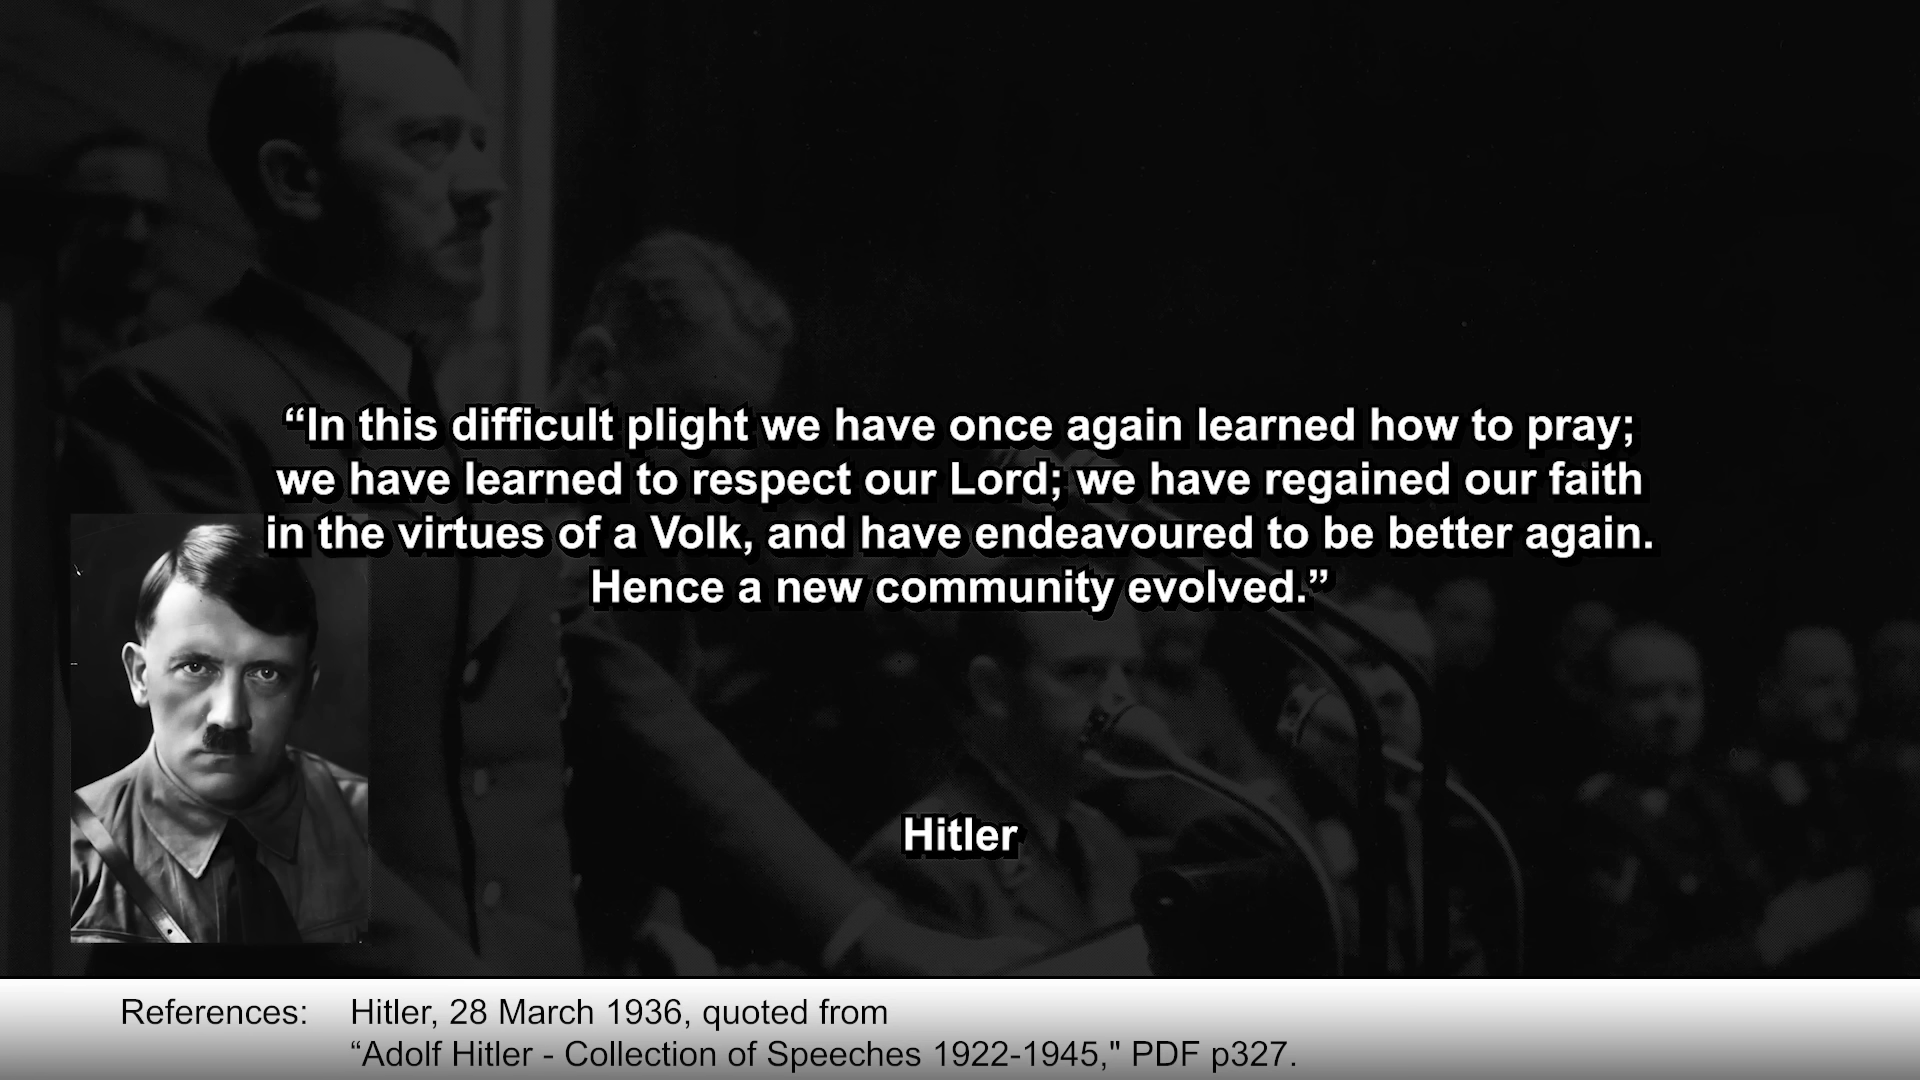 “In this difficult plight we have once again learned how to pray;
we have learned to respect our Lord; we have regained our faith
in the virtues of a Volk, and have endeavoured to be better again.
Hence a new community evolved.”
Hitler
References: Hitler, 28 March 1936, quoted from
“Adolf Hitler - Collection of Speeches 1922-1945," PDF p327.